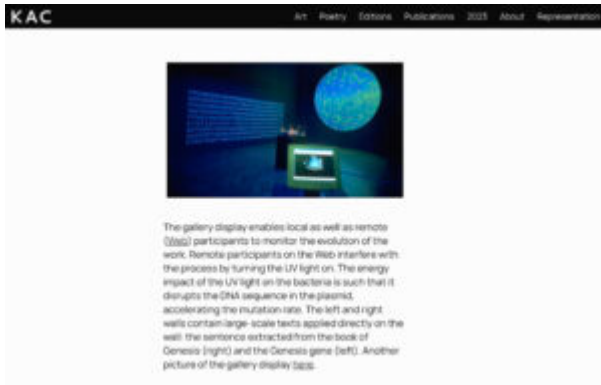 KAC
Art Poetry Editions Publications 2023 About Representation
The gallery display enables local as well as remote
(Web) participants to monitor the evolution of the
work. Remote participants on the Web interfere with
the process by turning the UV light on. The energy
impact of the UV light on the bacteria is such that it
disrupts the DNA sequence in the plasmid,
accelerating the mutation rate. The left and right
walls contain large-scale texts applied directly on the
wall: the sentence extracted from the book of
Genesis (right) and the Genesis gene (left). Another
picture of the gallery display here.